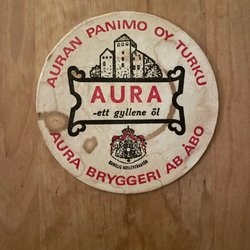 AURAN PANIMO OY TURKU
AURA
-ett gyllene öl
AURA BRYGGERI AB ÅBO